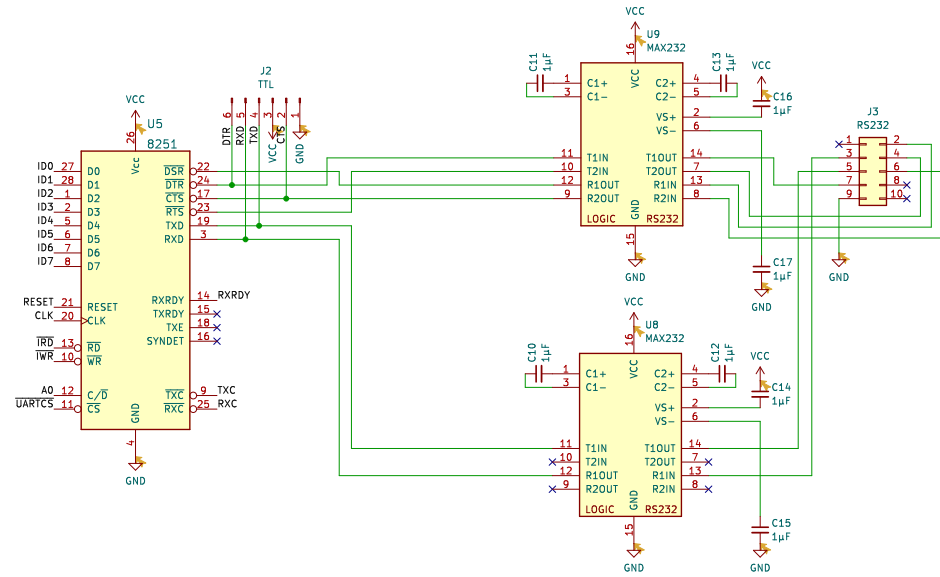 VCC
U9
MAX232
16
VCC
C11
1µF
1
3
C1+
C1-
C2+
C2-
4
5
C13
1µF
VCC
C16
1µF
VS+
VS-
2
6
T1IN
T2IN
R1OUT
R2OUT
11
10
12
9
T1OUT
T2OUT
R1IN
R2IN
14
7
13
8
GND
LOGIC
RS232
15
GND
C17
1µF
GND
J3
RS232
1
3
5
7
9
2
4
6
8
10
GND
J2
TTL
6
5
4
3
2
1
DTR
RXD
TXD
VCC
CTS
GND
VCC
U5
8251
26
Vcc
ID0 27 D0
ID1 28 D1
ID2 1 D2
ID3 2 D3
ID4 5 D4
ID5 6 D5
ID6 7 D6
ID7 8 D7
RESET 21 RESET
CLK 20 CLK
IRD 13 RD
IWR 10 WR
A0 12 C/D
UARTCS 11 CS
DSR 22
DTR 24
CTS 17
RTS 23
TXD 19
RXD 3
RXRDY 14 RXRDY
TXRDY 15
TXE 18
SYNDET 16
TXC 9 TXC
RXC 25 RXC
GND
4
GND
VCC
U8
MAX232
16
VCC
C10
1µF
1
3
C1+
C1-
C2+
C2-
4
5
C12
1µF
VCC
C14
1µF
VS+
VS-
2
6
T1IN
T2IN
R1OUT
R2OUT
11
10
12
9
T1OUT
T2OUT
R1IN
R2IN
14
7
13
8
GND
LOGIC
RS232
15
GND
C15
1µF
GND